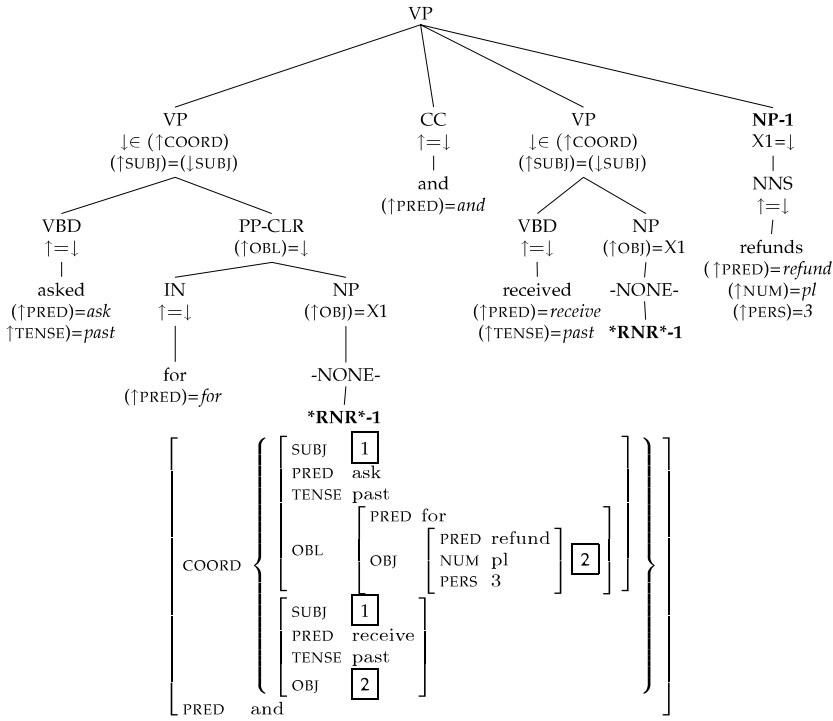 VP
VP CC VP NP-1
↓∈ (↑COORD) ↑=↓ ↓∈ (↑COORD) X1=↓
(↑SUBJ)=(↓SUBJ) (↑SUBJ)=(↓SUBJ)
and NNS
(↑PRED)=and ↑=↓
VBD PP-CLR VBD NP
↑=↓ (↑OBL)=↓ ↑=↓ (↑OBJ)=X1
refunds
(↑PRED)=refund
asked IN NP received -NONE-
(↑PRED)=ask ↑=↓ (↑OBJ)=X1 (↑PRED)=receive (↑NUM)=pl
↑TENSE)=past (↑TENSE)=past *RNR*-1 (↑PERS)=3
for -NONE-
(↑PRED)=for
*RNR*-1
SUBJ 1
PRED ask
TENSE past
PRED for
OBL OBJ PRED refund
COORD NUM pl 2
PERS 3
SUBJ 1
PRED receive
TENSE past
OBJ 2
PRED and